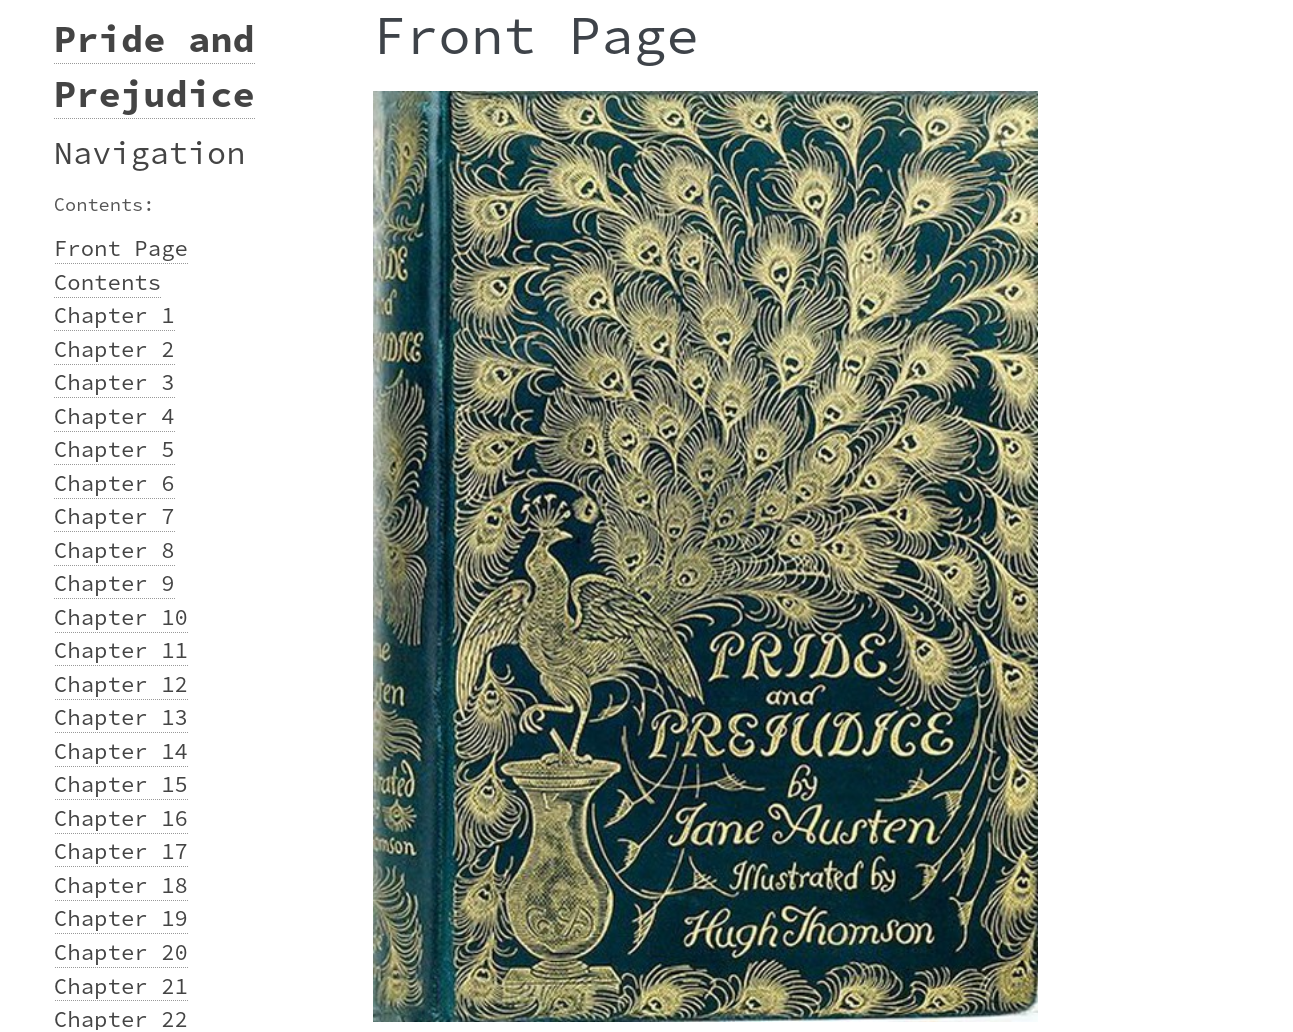 Pride and
Prejudice
Navigation
Contents:
Front Page
Contents
Chapter 1
Chapter 2
Chapter 3
Chapter 4
Chapter 5
Chapter 6
Chapter 7
Chapter 8
Chapter 9
Chapter 10
Chapter 11
Chapter 12
Chapter 13
Chapter 14
Chapter 15
Chapter 16
Chapter 17
Chapter 18
Chapter 19
Chapter 20
Chapter 21
Chapter 22
Front Page
PRIDE
and
PREJUDICE
by
Jane Austen
Illustrated by
Hugh Thomson